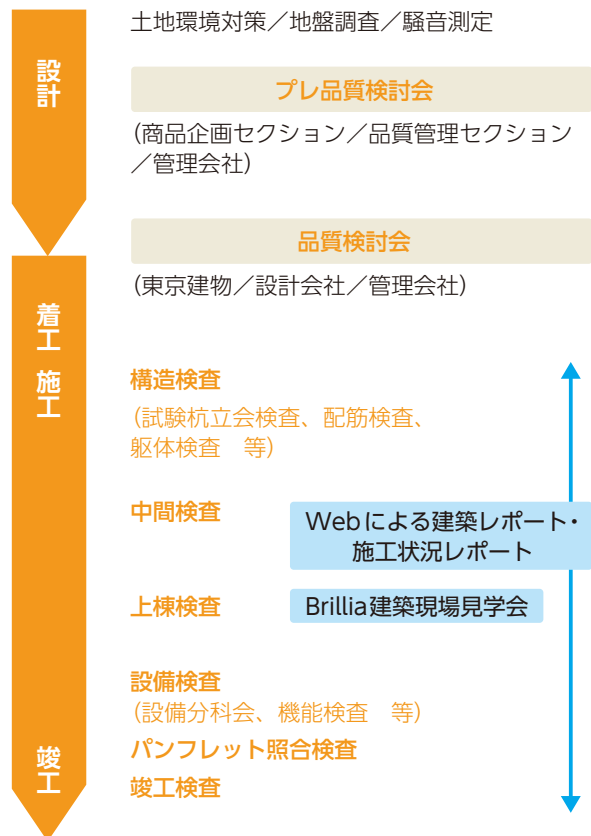 土地環境対策／地盤調査／騒音測定
設計
プレ品質検討会
（商品企画セクション／品質管理セクション
／管理会社）
品質検討会
（東京建物／設計会社／管理会社）
着工 施工
構造検査
（試験杭立会検査、配筋検査、
躯体検査　等）
中間検査
Webによる建築レポート・
施工状況レポート
上棟検査
Brillia建築現場見学会
設備検査
（設備分科会、機能検査　等）
パンフレット照合検査
竣工
竣工検査